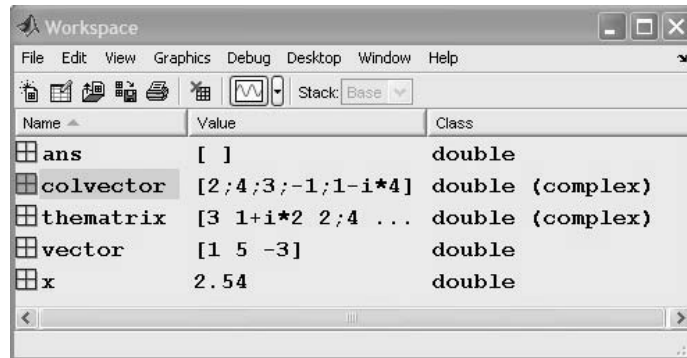 Workspace
File Edit View Graphics Debug Desktop Window Help
Stack: Base
Name Value Class
ans [ ] double
colvector [2;4;3;-1;1-i*4] double (complex)
thematrix [3 1+i*2 2;4 ... double (complex)
vector [1 5 -3] double
x 2.54 double